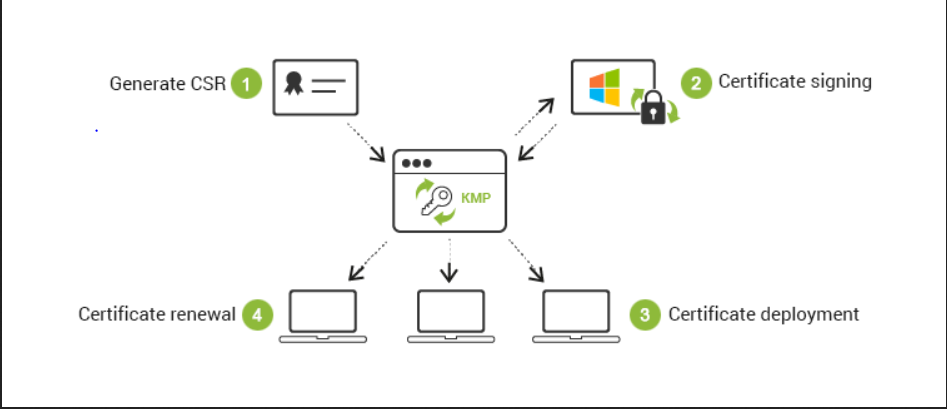 Generate CSR 1
2 Certificate signing
KMP
Certificate renewal 4
3 Certificate deployment